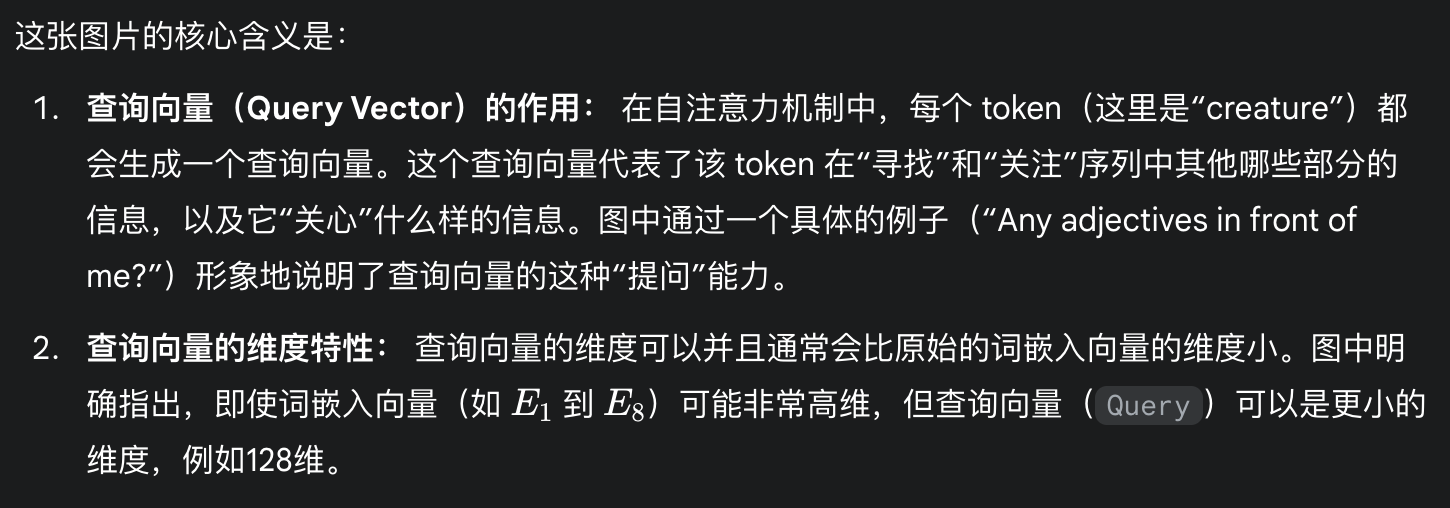 这张图片的核心含义是：
1. 查询向量（Query Vector）的作用： 在自注意力机制中，每个 token（这里是“creature”）都
会生成一个查询向量。这个查询向量代表了该 token 在“寻找”和“关注”序列中其他哪些部分的
信息，以及它“关心”什么样的信息。图中通过一个具体的例子（“Any adjectives in front of
me?”）形象地说明了查询向量的这种“提问”能力。
2. 查询向量的维度特性： 查询向量的维度可以并且通常会比原始的词嵌入向量的维度小。图中明
确指出，即使词嵌入向量（如 E₁ 到 E₈）可能非常高维，但查询向量（Query）可以是更小的
维度，例如128维。